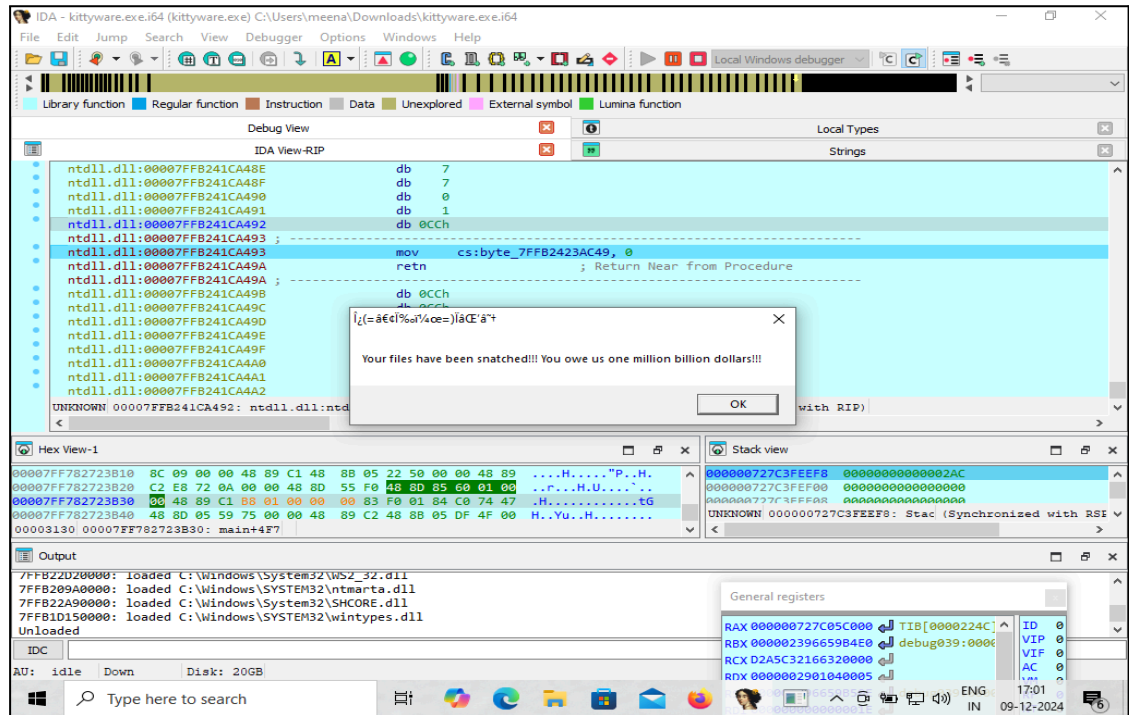 IDA - kittyware.exe.i64 (kittyware.exe) C:\Users\meena\Downloads\kittyware.exe.i64
File Edit Jump Search View Debugger Options Windows Help
Local Windows debugger
Library function Regular function Instruction Data Unexplored External symbol Lumina function
Debug View Local Types
IDA View-RIP Strings
ntdll.dll:00007FFB241CA48E db 7
ntdll.dll:00007FFB241CA48F db 7
ntdll.dll:00007FFB241CA490 db 0
ntdll.dll:00007FFB241CA491 db 1
ntdll.dll:00007FFB241CA492 db 0CCh
ntdll.dll:00007FFB241CA493 ; ---------------------------------------------------------------------------
ntdll.dll:00007FFB241CA493 mov cs:byte_7FFB2423AC49, 0
ntdll.dll:00007FFB241CA49A retn ; Return Near from Procedure
ntdll.dll:00007FFB241CA49A ; ---------------------------------------------------------------------------
ntdll.dll:00007FFB241CA49B db 0CCh
ntdll.dll:00007FFB241CA49C db 0CCh
ntdll.dll:00007FFB241CA49D
ntdll.dll:00007FFB241CA49E
ntdll.dll:00007FFB241CA49F
ntdll.dll:00007FFB241CA4A0
ntdll.dll:00007FFB241CA4A1
ntdll.dll:00007FFB241CA4A2
Your files have been snatched!!! You owe us one million billion dollars!!!
OK
UNKNOWN 00007FFB241CA492: ntdll.dll:ntd with RIP)
Hex View-1
00007FF782723B10 8C 09 00 00 48 89 C1 48 8B 05 22 50 00 00 48 89 ....H....."P..H.
00007FF782723B20 C2 E8 72 0A 00 00 48 8D 55 F0 48 8D 85 60 01 00 ..r...H.U....`..
00007FF782723B30 00 48 89 C1 B8 01 00 00 00 83 F0 01 84 C0 74 47 .H............tG
00007FF782723B40 48 8D 05 59 75 00 00 48 89 C2 48 8B 05 DF 4F 00 H..Yu..H........
00003130 00007FF782723B30: main+4F7
Stack view
000000727C3FEEF8 00000000000002AC
000000727C3FEF00 0000000000000000
000000727C3FEF08 0000000000000000
UNKNOWN 000000727C3FEEF8: Stac (Synchronized with RSE
Output
7FFB22D20000: loaded C:\Windows\System32\WS2_32.dll
7FFB209A0000: loaded C:\Windows\SYSTEM32\ntmarta.dll
7FFB22A90000: loaded C:\Windows\System32\SHCORE.dll
7FFB1D150000: loaded C:\Windows\SYSTEM32\wintypes.dll
Unloaded
IDC
AU: idle Down Disk: 20GB
General registers
RAX 000000727C05C000 TIB[0000224C] ID 0
RBX 000002396659B4E0 debug039:0000 VIP 0
RCX D2A5C32166320000 VIF 0
RDX 0000002901040005 AC 0
Type here to search
ENG
IN
17:01
09-12-2024
6